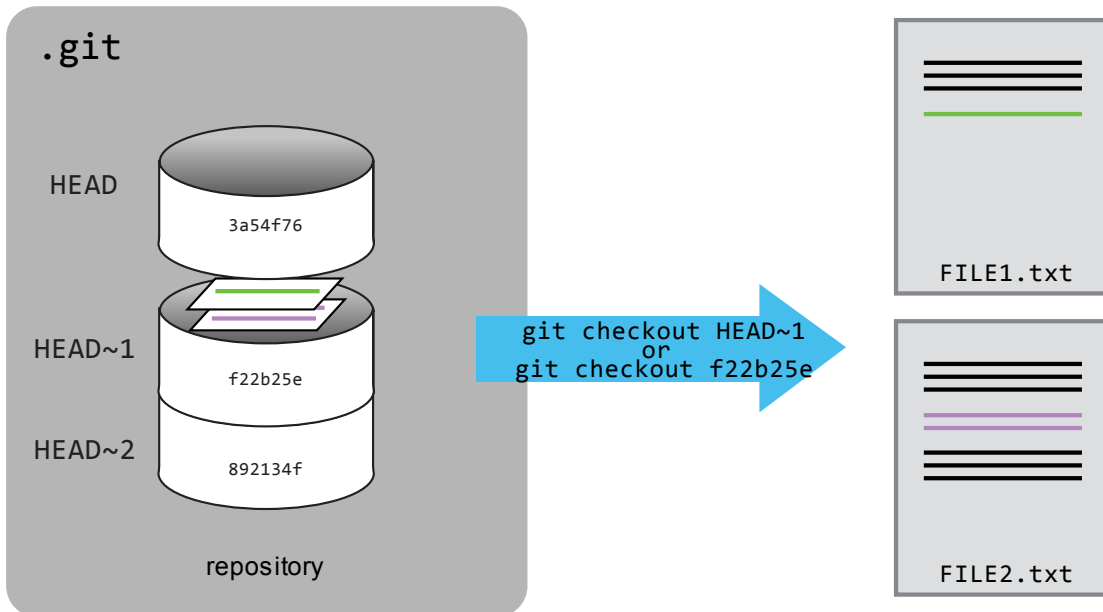 .git
HEAD
3a54f76
HEAD~1
f22b25e
HEAD~2
892134f
repository
git checkout HEAD~1
or
git checkout f22b25e
FILE1.txt
FILE2.txt